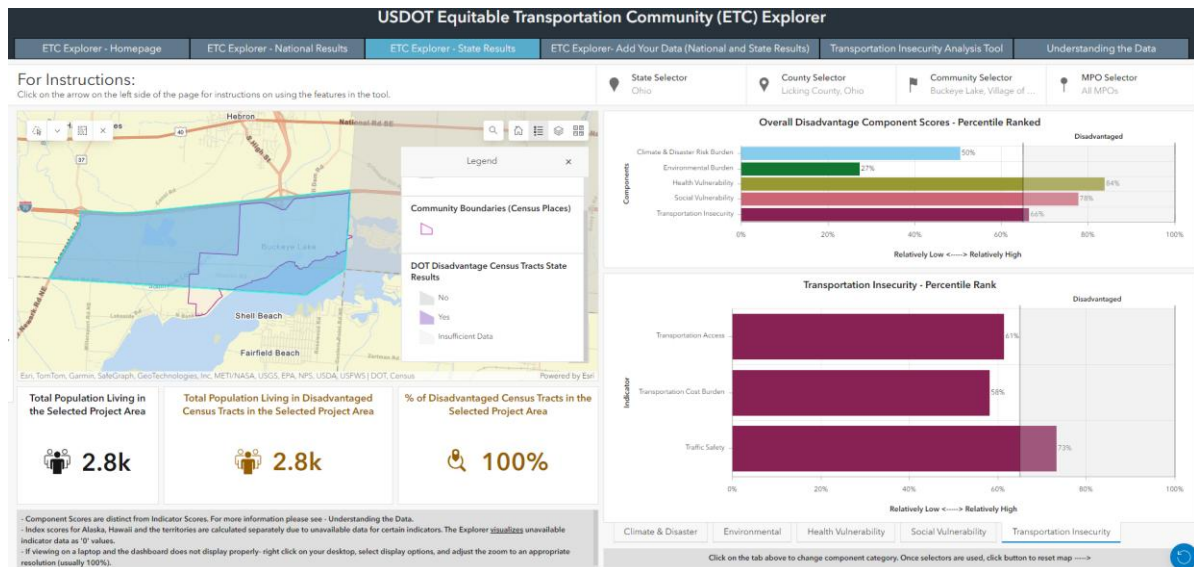 USDOT Equitable Transportation Community (ETC) Explorer
ETC Explorer - Homepage
ETC Explorer - National Results
ETC Explorer - State Results
ETC Explorer- Add Your Data (National and State Results)
Transportation Insecurity Analysis Tool
Understanding the Data
For Instructions:
Click on the arrow on the left side of the page for instructions on using the features in the tool.
State Selector
Ohio
County Selector
Licking County, Ohio
Community Selector
Buckeye Lake, Village of ...
MPO Selector
All MPOs
Hebron
National Rd NE
40
37
70
S High St
Buckeye Lake
Shell Beach
Fairfield Beach
Legend
Community Boundaries (Census Places)
DOT Disadvantage Census Tracts State
Results
No
Yes
Insufficient Data
Esri, TomTom, Garmin, SafeGraph, GeoTechnologies, Inc, METI/NASA, USGS, EPA, NPS, USDA, USFWS | DOT, Census
Powered by Esri
Total Population Living in
the Selected Project Area
2.8k
Total Population Living in Disadvantaged
Census Tracts in the Selected Project Area
2.8k
% of Disadvantaged Census Tracts in the
Selected Project Area
100%
- Component Scores are distinct from Indicator Scores. For more information please see - Understanding the Data.
- Index scores for Alaska, Hawaii and the territories are calculated separately due to unavailable data for certain indicators. The Explorer visualizes unavailable
indicator data as '0' values.
- If viewing on a laptop and the dashboard does not display properly- right click on your desktop, select display options, and adjust the zoom to an appropriate
resolution (usually 100%).
Overall Disadvantage Component Scores - Percentile Ranked
Disadvantaged
Components
Climate & Disaster Risk Burden
50%
Environmental Burden
27%
Health Vulnerability
84%
Social Vulnerability
78%
Transportation Insecurity
66%
0%
20%
40%
60%
80%
100%
Relatively Low <-----> Relatively High
Transportation Insecurity - Percentile Rank
Disadvantaged
Indicator
Transportation Access
61%
Transportation Cost Burden
58%
Traffic Safety
73%
0%
20%
40%
60%
80%
100%
Relatively Low <-----> Relatively High
Climate & Disaster
Environmental
Health Vulnerability
Social Vulnerability
Transportation Insecurity
Click on the tab above to change component category. Once selectors are used, click button to reset map ---->